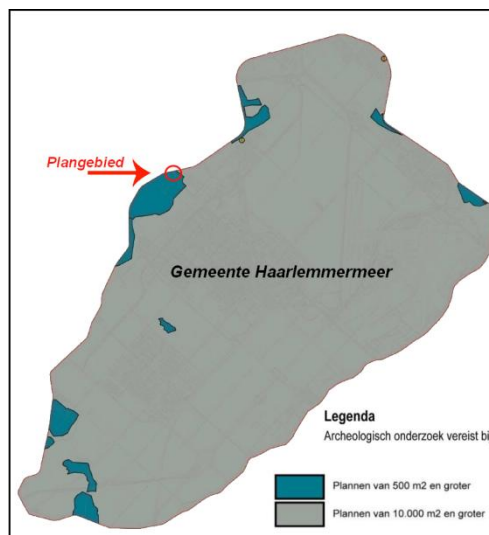 Plangebied
Gemeente Haarlemmermeer
Legenda
Archeologisch onderzoek vereist bi
Plannen van 500 m2 en groter
Plannen van 10.000 m2 en groter